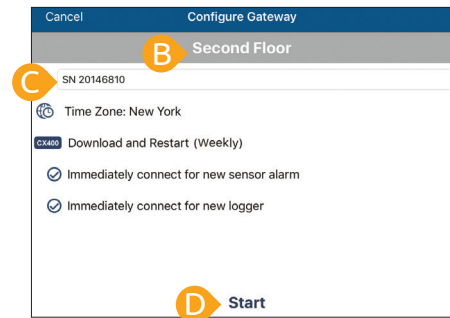 Cancel Configure Gateway
B Second Floor
C SN 20146810
Time Zone: New York
CX400 Download and Restart (Weekly)
Immediately connect for new sensor alarm
Immediately connect for new logger
D Start